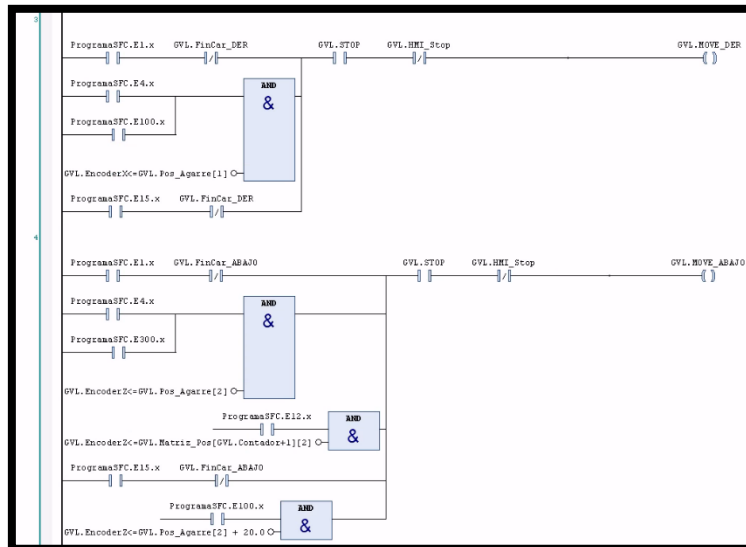 3
ProgramaSFC.E1.x GVL.FinCar_DER GVL.STOP GVL.HMI_Stop GVL.MOVE_DER
ProgramaSFC.E4.x
AND
&
ProgramaSFC.E100.x
GVL.EncoderX<=GVL.Pos_Agarre[1]
ProgramaSFC.E15.x GVL.FinCar_DER
4
ProgramaSFC.E1.x GVL.FinCar_ABAJO GVL.STOP GVL.HMI_Stop GVL.MOVE_ABAJO
ProgramaSFC.E4.x
AND
&
ProgramaSFC.E300.x
GVL.EncoderZ<=GVL.Pos_Agarre[2]
ProgramaSFC.E12.x
AND
&
GVL.EncoderZ<=GVL.Matriz_Pos[GVL.Contador+1][2]
ProgramaSFC.E15.x GVL.FinCar_ABAJO
ProgramaSFC.E100.x
AND
&
GVL.EncoderZ<=GVL.Pos_Agarre[2] + 20.0